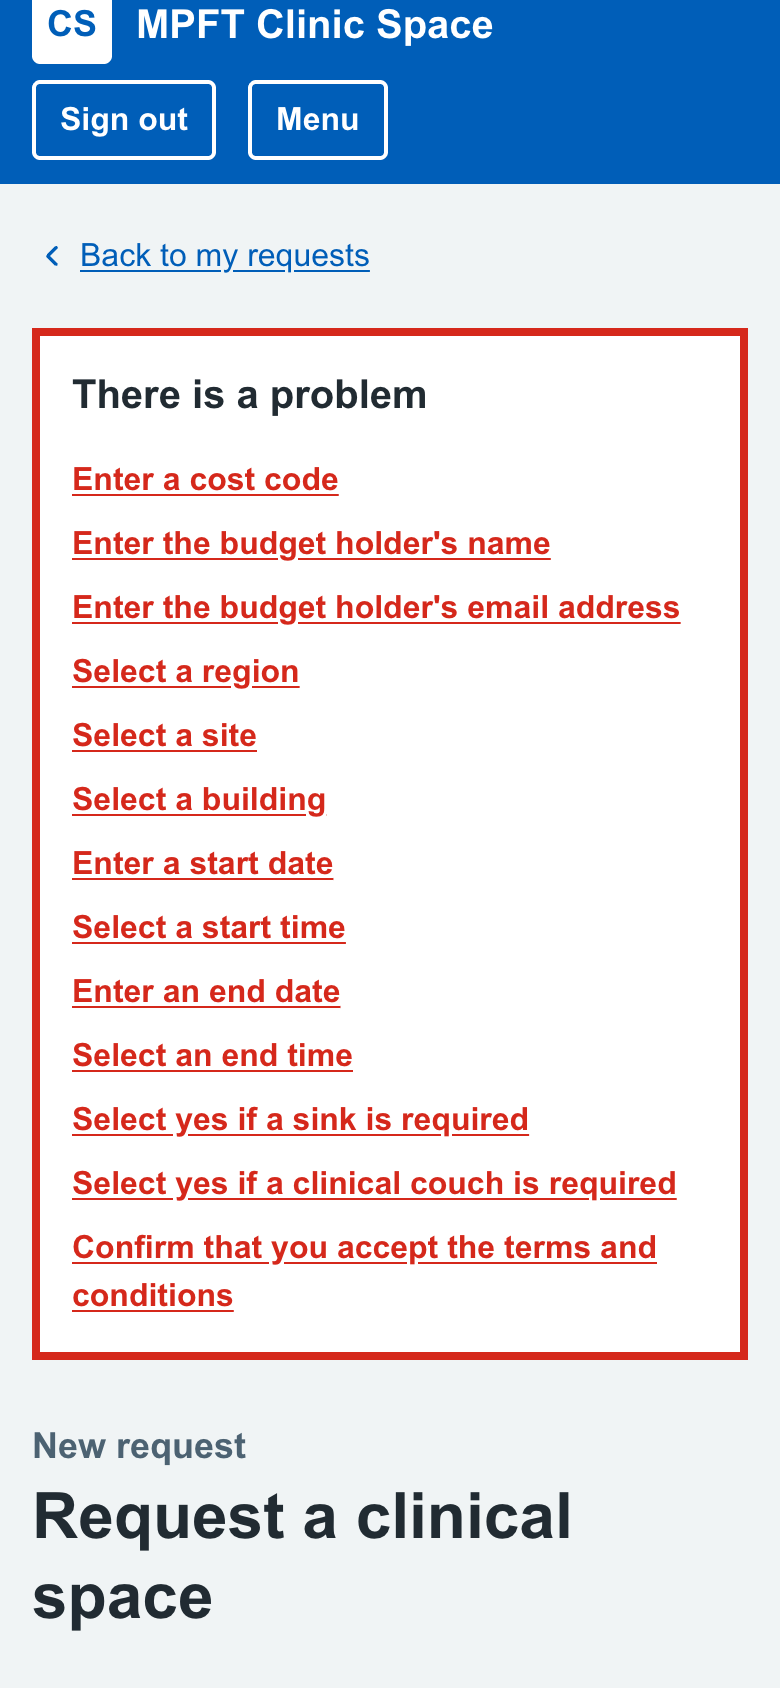 CS MPFT Clinic Space
Sign out Menu
Back to my requests
There is a problem
Enter a cost code
Enter the budget holder's name
Enter the budget holder's email address
Select a region
Select a site
Select a building
Enter a start date
Select a start time
Enter an end date
Select an end time
Select yes if a sink is required
Select yes if a clinical couch is required
Confirm that you accept the terms and
conditions
New request
Request a clinical
space